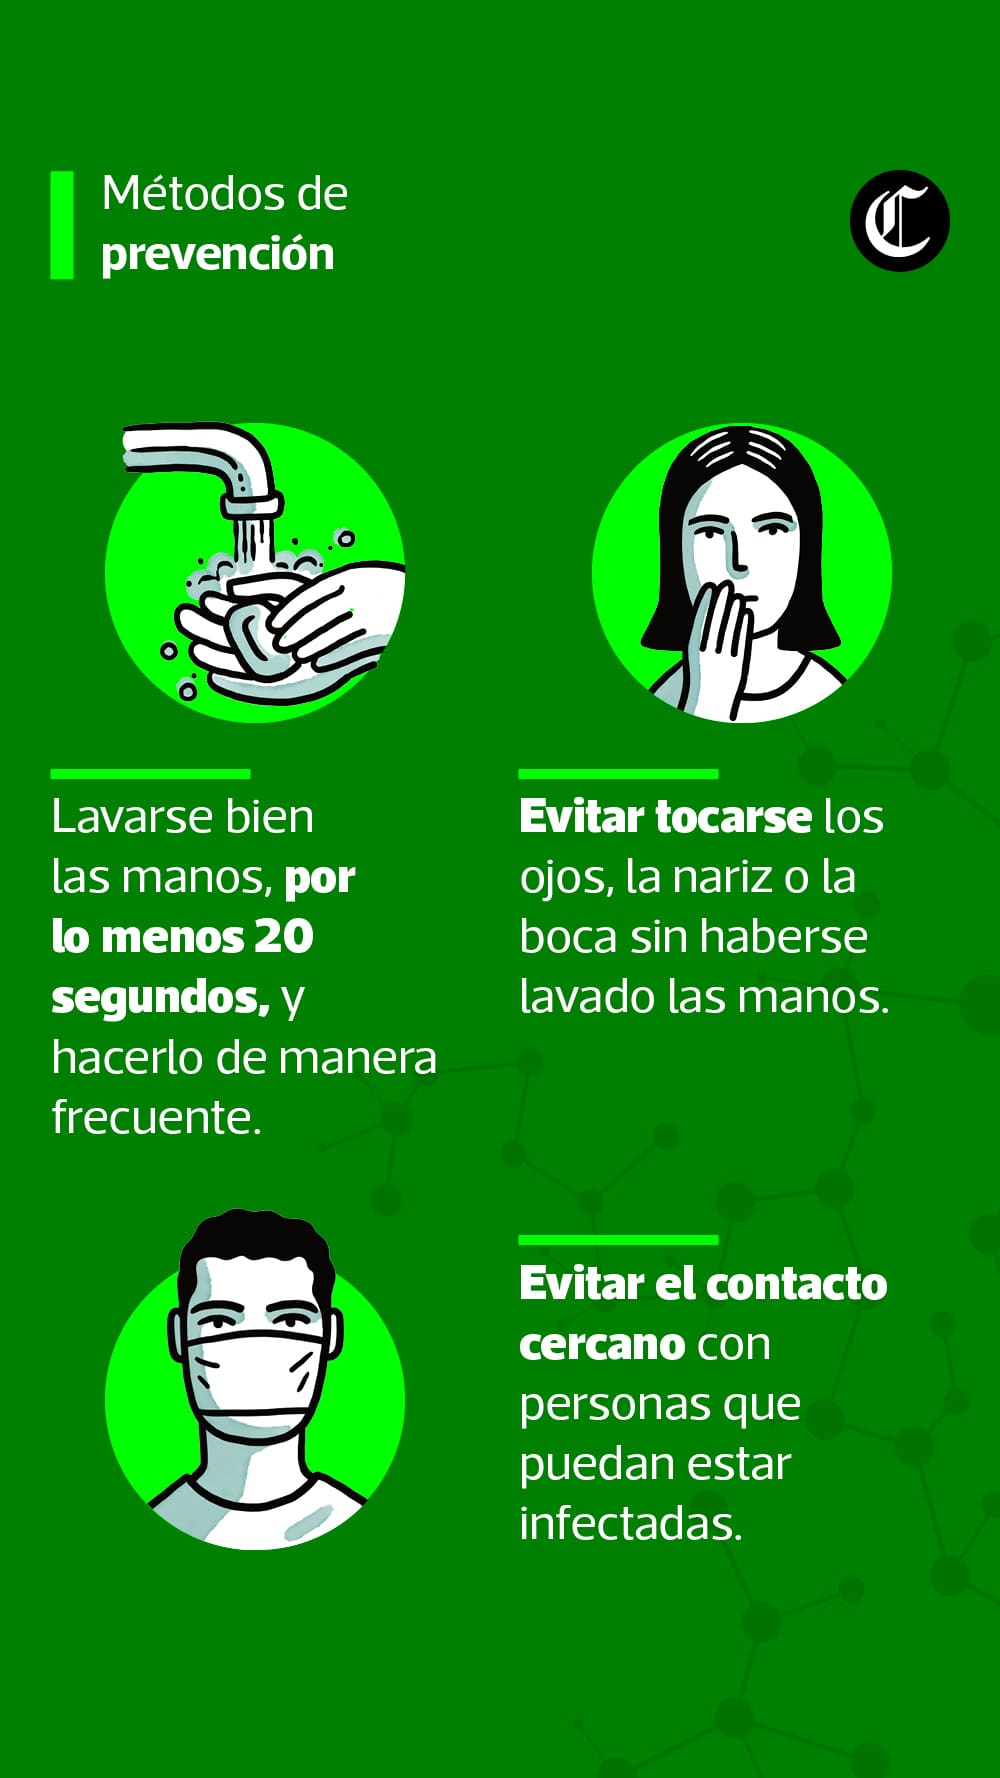 Métodos de
prevención
C
Lavarse bien
las manos, por
lo menos 20
segundos, y
hacerlo de manera
frecuente.
Evitar tocarse los
ojos, la nariz o la
boca sin haberse
lavado las manos.
Evitar el contacto
cercano con
personas que
puedan estar
infectadas.